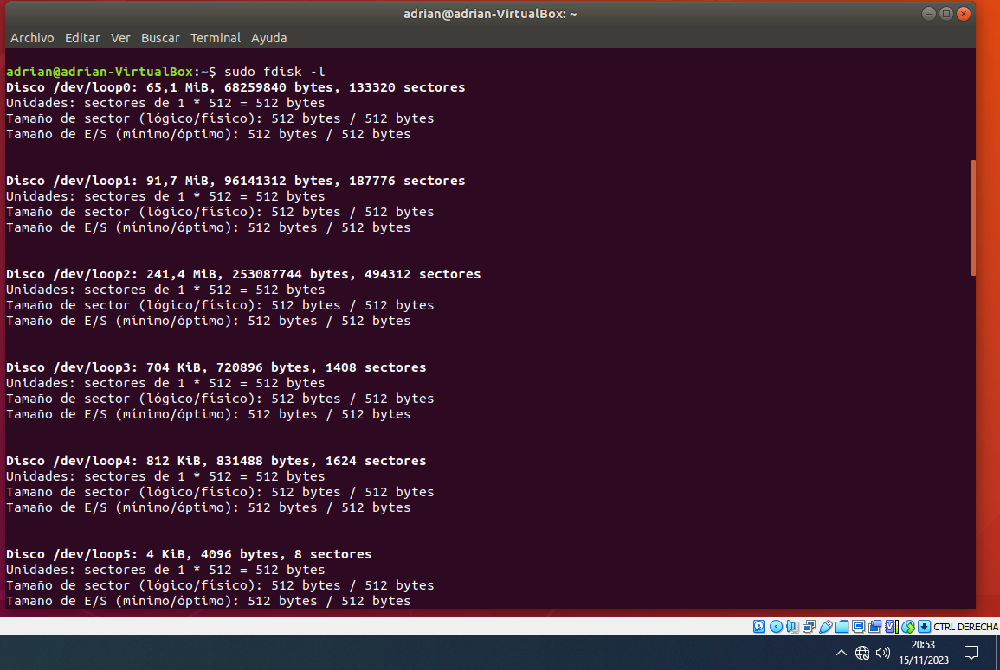 adrian@adrian-VirtualBox: ~
Archivo Editar Ver Buscar Terminal Ayuda
adrian@adrian-VirtualBox:~$ sudo fdisk -l
Disco /dev/loop0: 65,1 MiB, 68259840 bytes, 133320 sectores
Unidades: sectores de 1 * 512 = 512 bytes
Tamaño de sector (lógico/físico): 512 bytes / 512 bytes
Tamaño de E/S (mínimo/óptimo): 512 bytes / 512 bytes
Disco /dev/loop1: 91,7 MiB, 96141312 bytes, 187776 sectores
Unidades: sectores de 1 * 512 = 512 bytes
Tamaño de sector (lógico/físico): 512 bytes / 512 bytes
Tamaño de E/S (mínimo/óptimo): 512 bytes / 512 bytes
Disco /dev/loop2: 241,4 MiB, 253087744 bytes, 494312 sectores
Unidades: sectores de 1 * 512 = 512 bytes
Tamaño de sector (lógico/físico): 512 bytes / 512 bytes
Tamaño de E/S (mínimo/óptimo): 512 bytes / 512 bytes
Disco /dev/loop3: 704 KiB, 720896 bytes, 1408 sectores
Unidades: sectores de 1 * 512 = 512 bytes
Tamaño de sector (lógico/físico): 512 bytes / 512 bytes
Tamaño de E/S (mínimo/óptimo): 512 bytes / 512 bytes
Disco /dev/loop4: 812 KiB, 831488 bytes, 1624 sectores
Unidades: sectores de 1 * 512 = 512 bytes
Tamaño de sector (lógico/físico): 512 bytes / 512 bytes
Tamaño de E/S (mínimo/óptimo): 512 bytes / 512 bytes
Disco /dev/loop5: 4 KiB, 4096 bytes, 8 sectores
Unidades: sectores de 1 * 512 = 512 bytes
Tamaño de sector (lógico/físico): 512 bytes / 512 bytes
Tamaño de E/S (mínimo/óptimo): 512 bytes / 512 bytes
CTRL DERECHA
20:53
15/11/2023